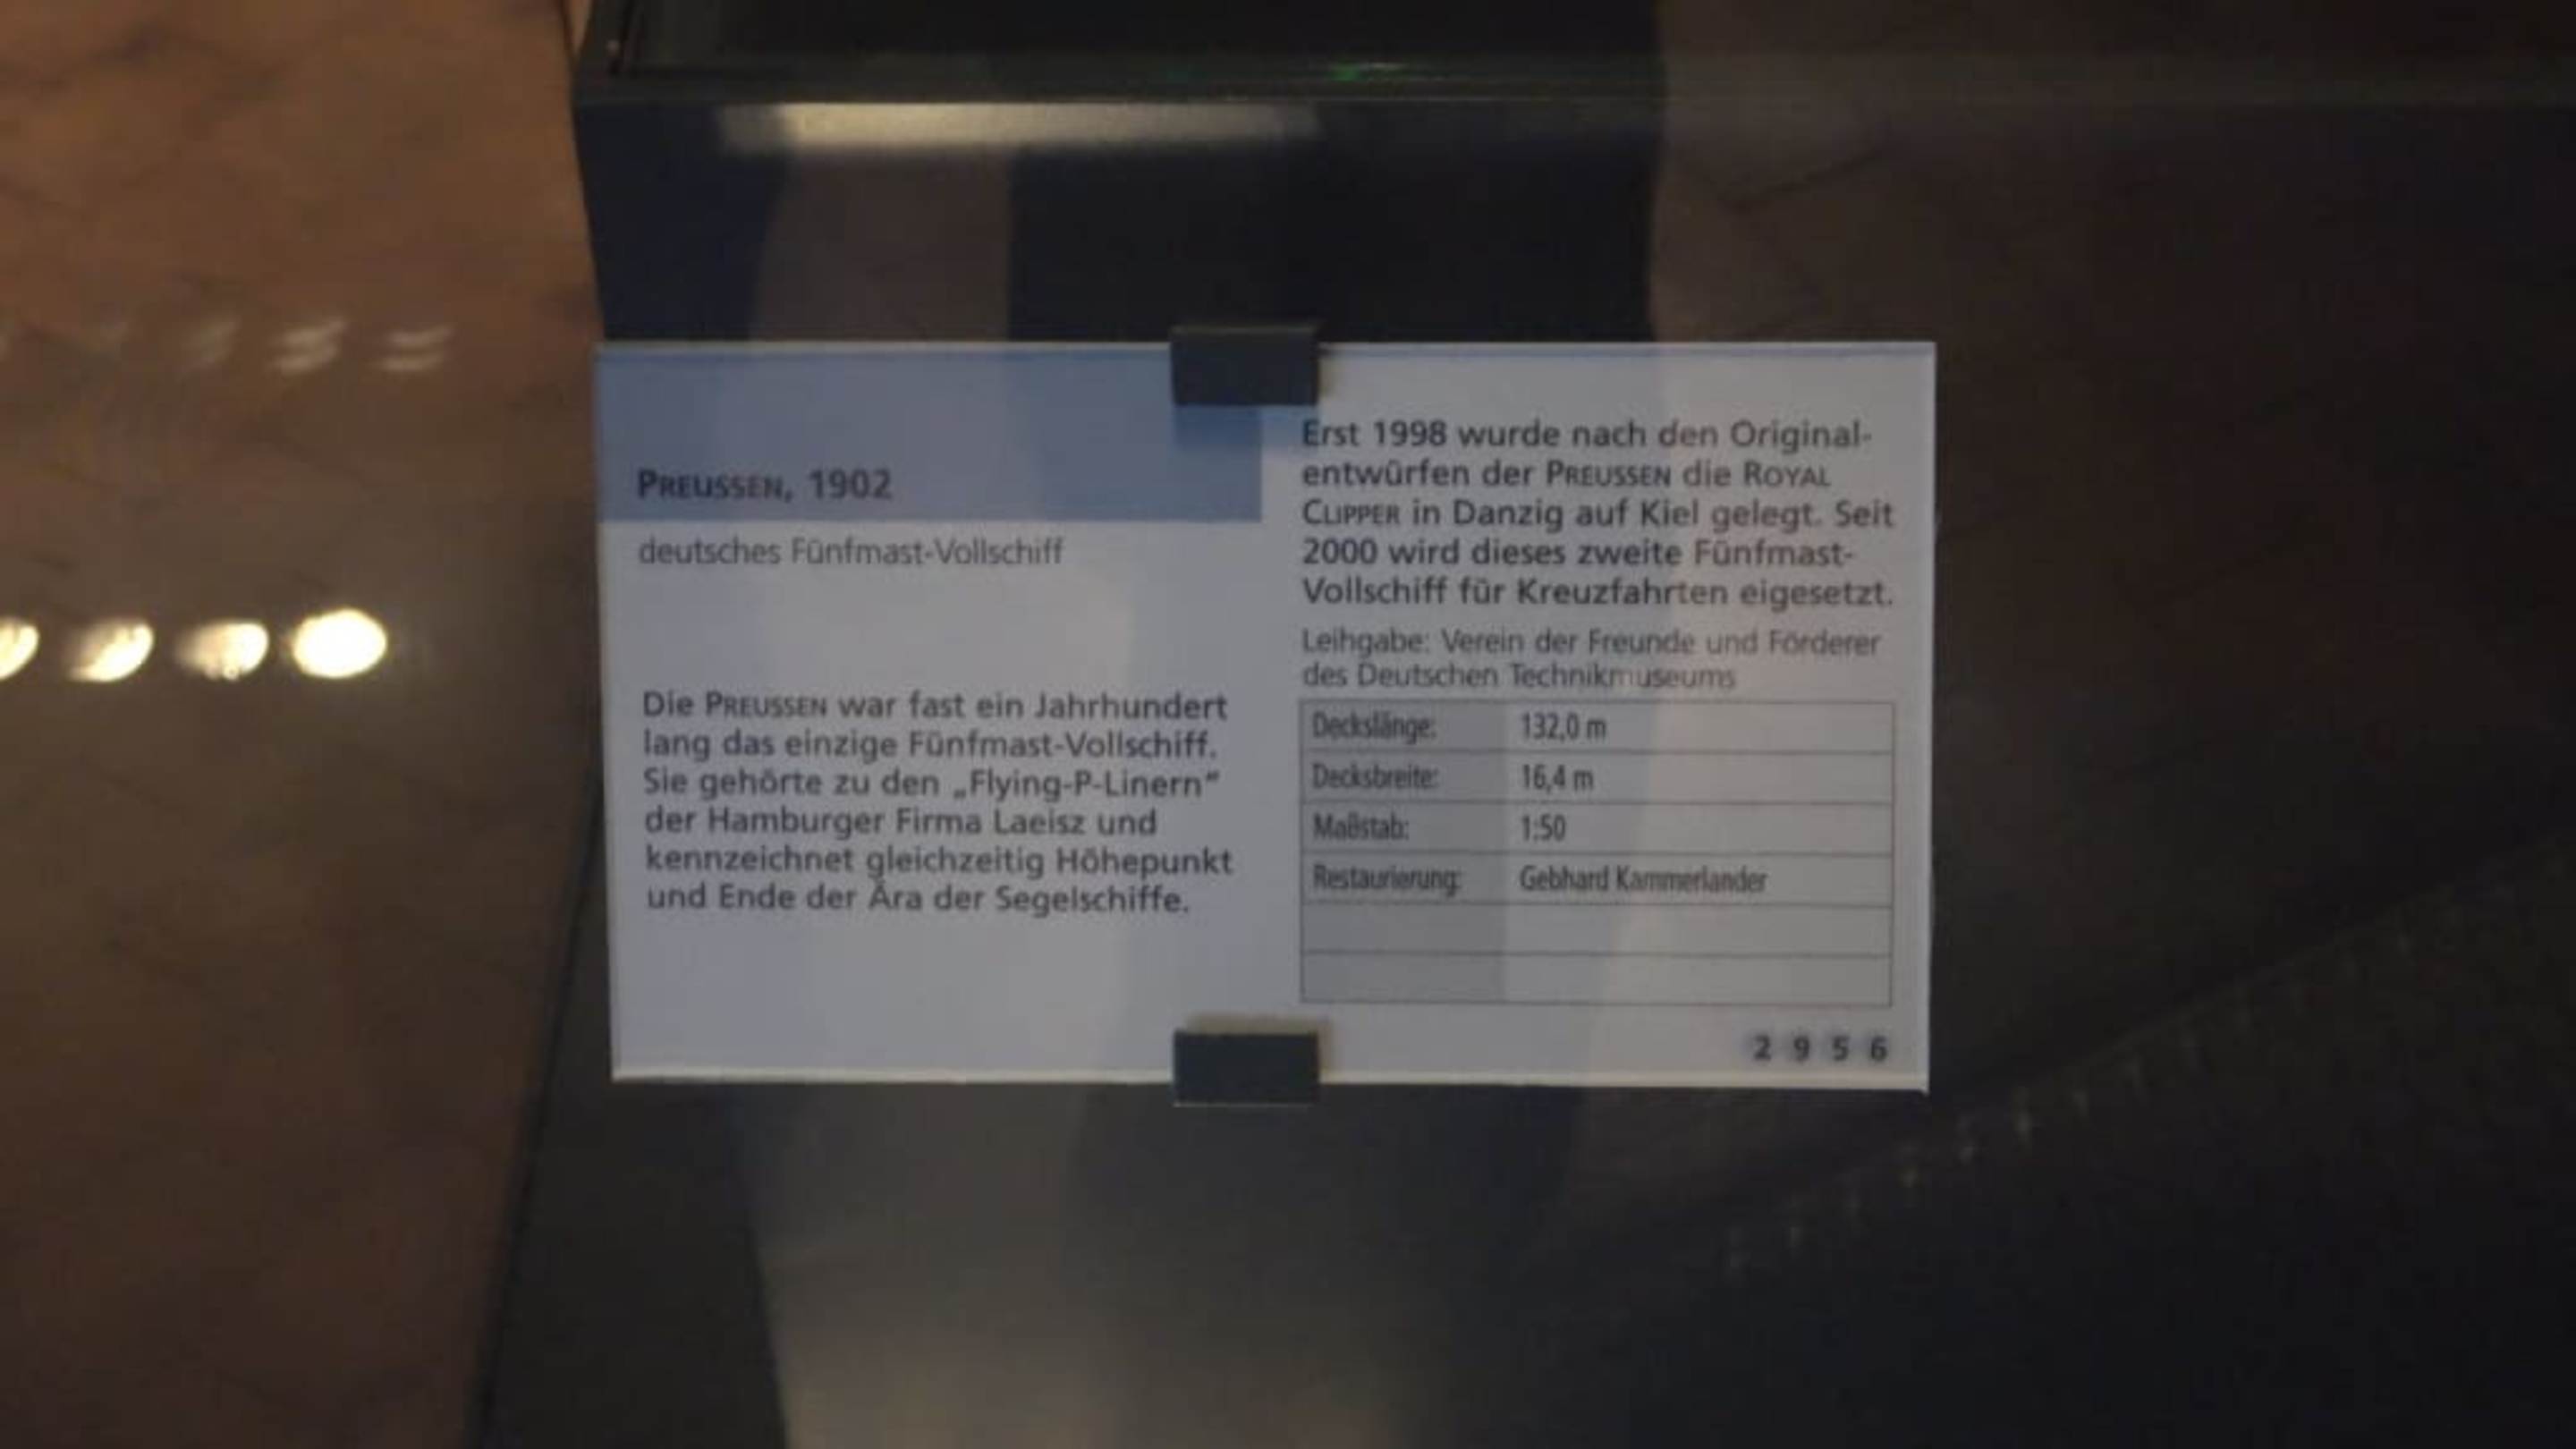 PREUSSEN, 1902
deutsches Fünfmast-Vollschiff
Die PREUSSEN war fast ein Jahrhundert
lang das einzige Fünfmast-Vollschiff.
Sie gehörte zu den „Flying-P-Linern“
der Hamburger Firma Laeisz und
kennzeichnet gleichzeitig Höhepunkt
und Ende der Ära der Segelschiffe.
Erst 1998 wurde nach den Original-
entwürfen der PREUSSEN die ROYAL
CLIPPER in Danzig auf Kiel gelegt. Seit
2000 wird dieses zweite Fünfmast-
Vollschiff für Kreuzfahrten eigesetzt.
Leihgabe: Verein der Freunde und Förderer
des Deutschen Technikmuseums
Deckslänge: 132,0 m
Decksbreite: 16,4 m
Maßstab: 1:50
Restaurierung: Gebhard Kammerlander
2 9 5 6